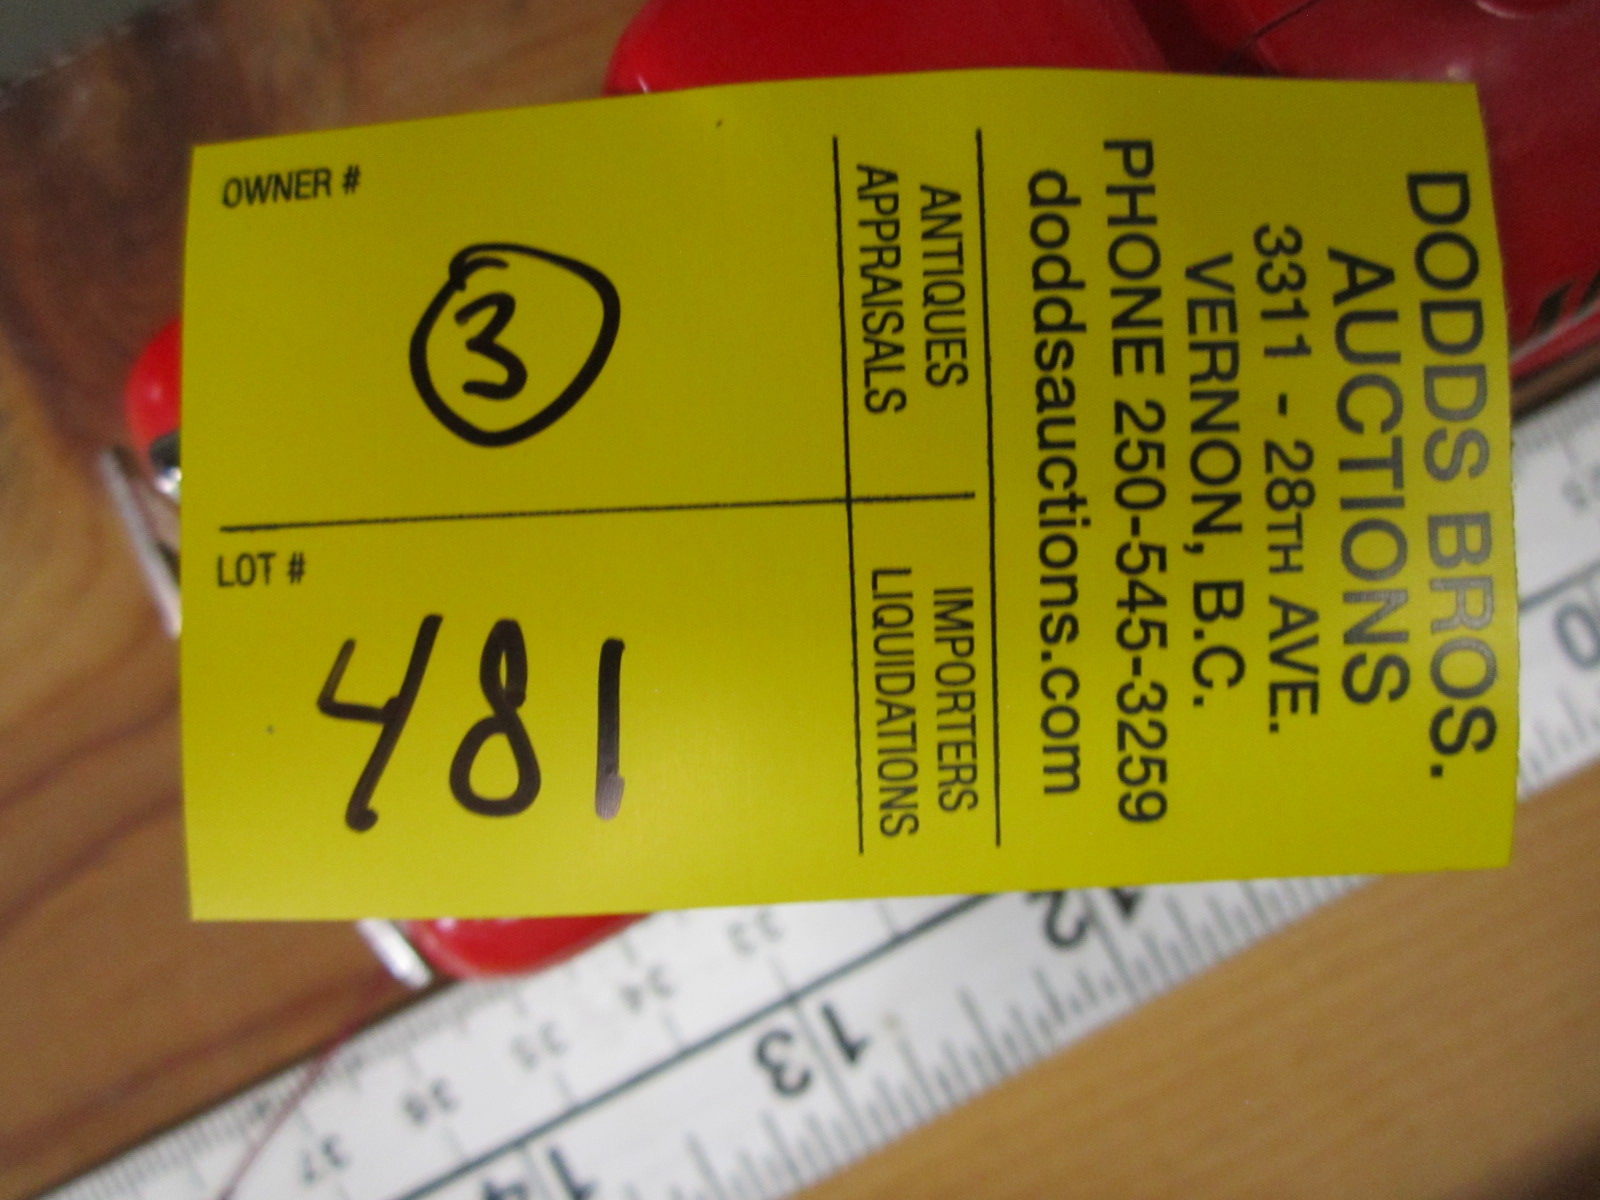 DODDS BROS.
AUCTIONS
3311 - 28TH AVE.
VERNON, B.C.
PHONE 250-545-3259
doddsauctions.com
ANTIQUES
APPRAISALS
IMPORTERS
LIQUIDATIONS
OWNER #
3
LOT #
481
12
13
14
33
34
35
36
37